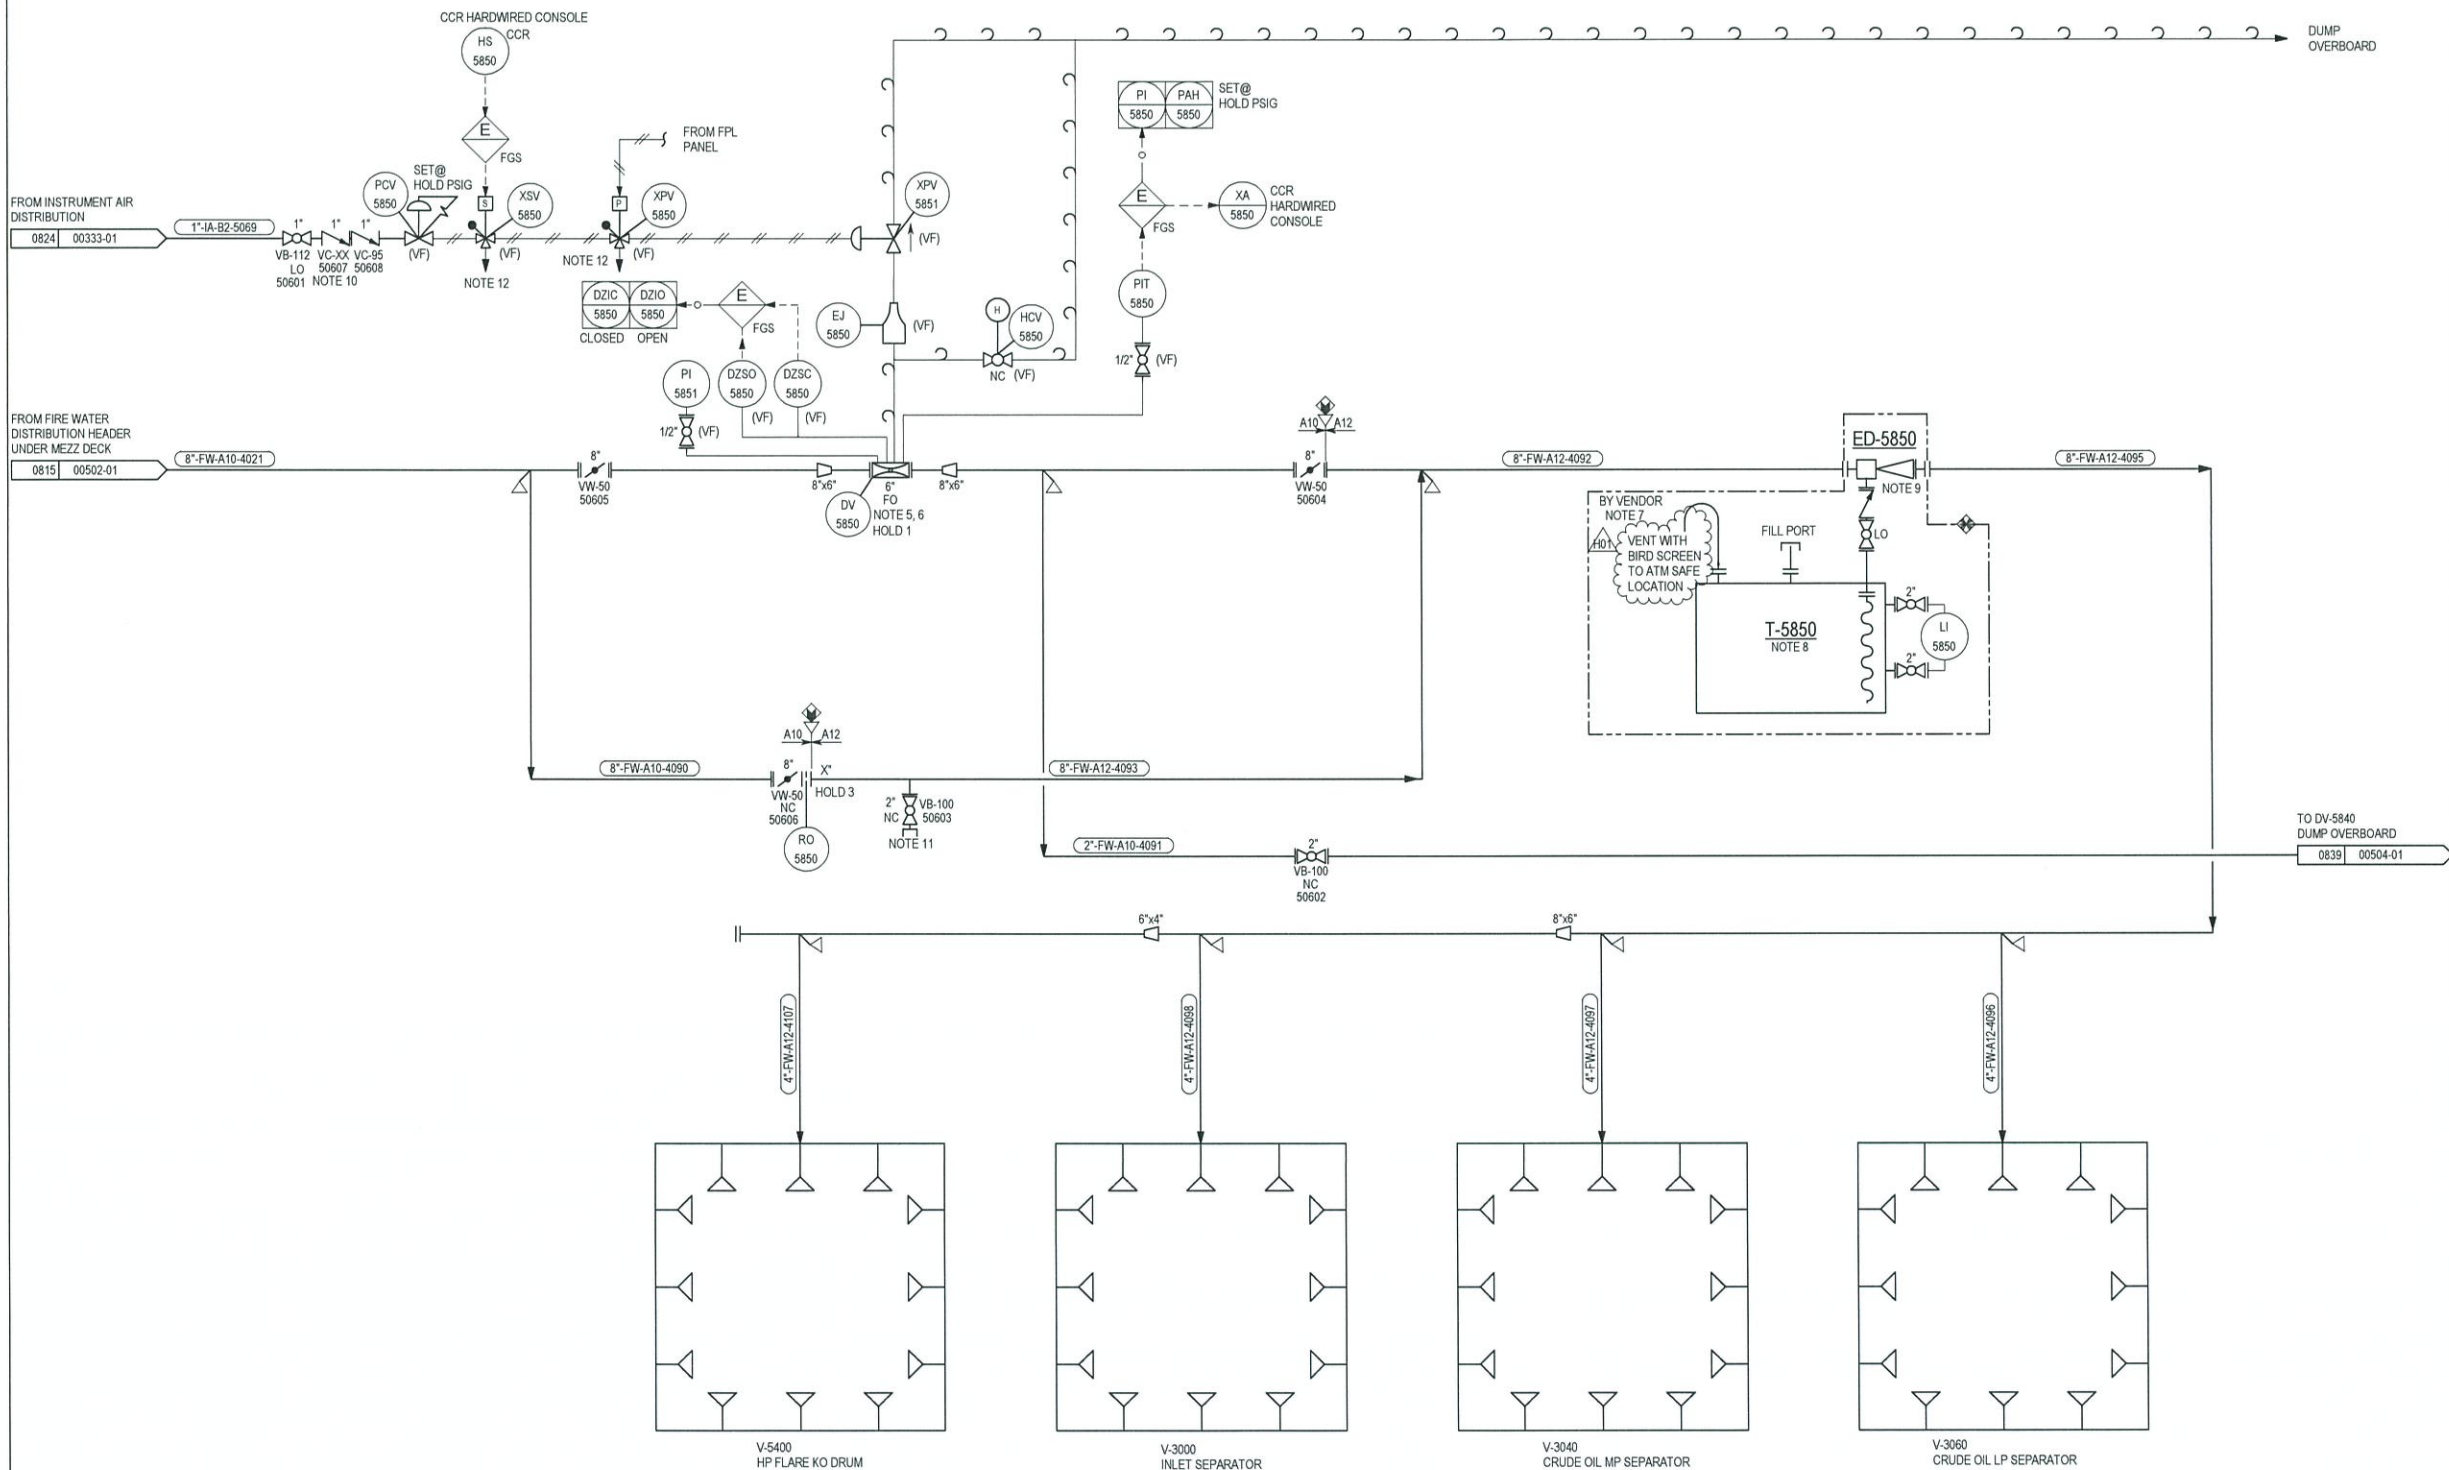 CCR HARDWIRED CONSOLE
CCR
HS
5850
DUMP
OVERBOARD
E
FGS
FROM FPL
PANEL
PI
5850
PAH
5850
SET@
HOLD PSIG
SET@
HOLD PSIG
PCV
5850
S
XSV
5850
P
XPV
5850
XPV
5851
E
FGS
XA
5850
CCR
HARDWIRED
CONSOLE
FROM INSTRUMENT AIR
DISTRIBUTION
0824 00333-01
1"-IA-B2-5069
1"
1"
1"
VB-112
LO
50601
VC-XX
50607
NOTE 10
VC-95
50608
(VF)
(VF)
NOTE 12
NOTE 12
(VF)
(VF)
DZIC
5850
DZIO
5850
CLOSED
OPEN
E
FGS
EJ
5850
(VF)
H
HCV
5850
NC (VF)
PIT
5850
1/2"
(VF)
PI
5851
DZSO
5850
DZSC
5850
(VF)
(VF)
1/2"
(VF)
FROM FIRE WATER
DISTRIBUTION HEADER
UNDER MEZZ DECK
0815 00502-01
8"-FW-A10-4021
8"
VW-50
50605
8"x6"
6"
FO
NOTE 5, 6
HOLD 1
DV
5850
8"x6"
A10 A12
8"
VW-50
50604
8"-FW-A12-4092
ED-5850
NOTE 9
8"-FW-A12-4095
BY VENDOR
NOTE 7
H01
VENT WITH
BIRD SCREEN
TO ATM SAFE
LOCATION
FILL PORT
LO
T-5850
NOTE 8
2"
LI
5850
2"
A10 A12
8"-FW-A10-4090
8"
X"
VW-50
NC
50606
HOLD 3
RO
5850
2"
NC
VB-100
50603
NOTE 11
8"-FW-A12-4093
2"-FW-A10-4091
2"
VB-100
NC
50602
TO DV-5840
DUMP OVERBOARD
0839 00504-01
6"x4"
8"x6"
4"-FW-A12-4107
4"-FW-A12-4098
4"-FW-A12-4097
4"-FW-A12-4096
V-5400
HP FLARE KO DRUM
V-3000
INLET SEPARATOR
V-3040
CRUDE OIL MP SEPARATOR
V-3060
CRUDE OIL LP SEPARATOR